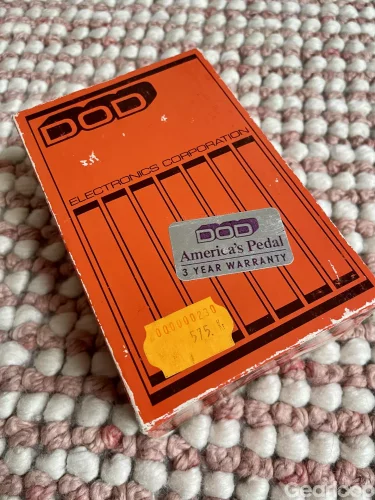 DOD
ELECTRONICS CORPORATION
DOD
America's Pedal
3 YEAR WARRANTY
575.